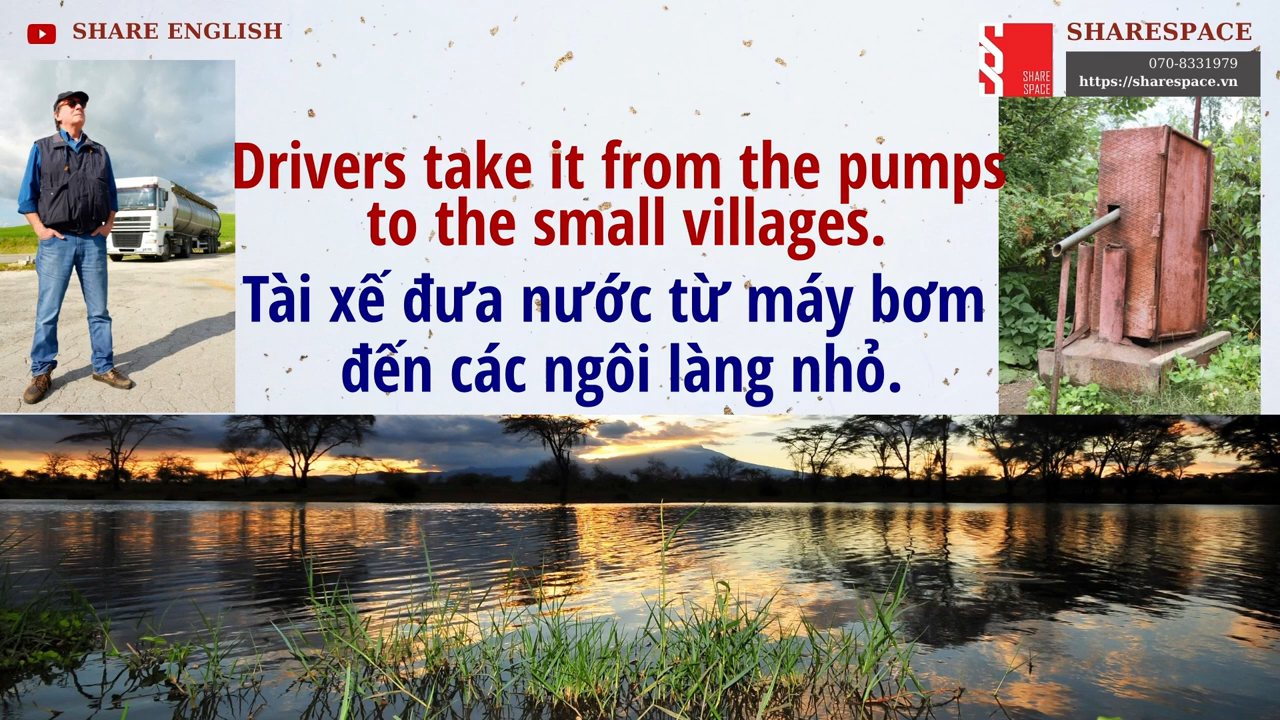 SHARE ENGLISH
SHARESPACE
SHARE
SPACE
070-8331979
https://sharespace.vn
Drivers take it from the pumps
to the small villages.
Tài xế đưa nước từ máy bơm
đến các ngôi làng nhỏ.